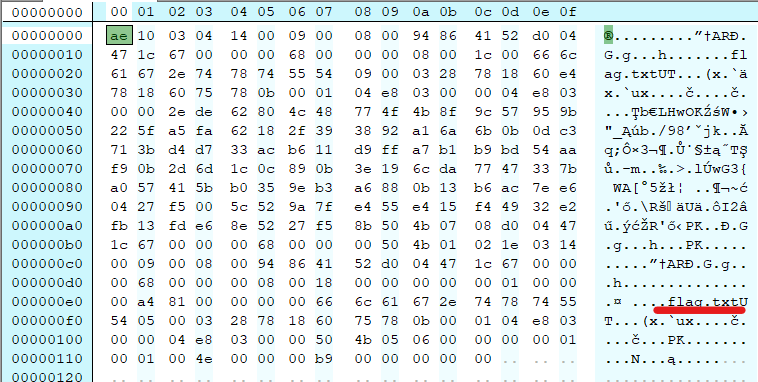 00000000 00 01 02 03 04 05 06 07 08 09 0a 0b 0c 0d 0e 0f
00000000 ae 10 03 04 14 00 09 00 08 00 94 86 41 52 d0 04 ®.........”†ARĐ.
00000010 47 1c 67 00 00 00 68 00 00 00 08 00 1c 00 66 6c G.g...h.......fl
00000020 61 67 2e 74 78 74 55 54 09 00 03 28 78 18 60 e4 ag.txtUT...(x.`ä
00000030 78 18 60 75 78 0b 00 01 04 e8 03 00 00 04 e8 03 x.`ux....č....č.
00000040 00 00 2e de 62 80 4c 48 77 4f 4b 8f 9c 57 95 9b ...Ţb€LHwOKŹśW•›
00000050 22 5f a5 fa 62 18 2f 39 38 92 a1 6a 6b 0b 0d c3 "_Ąúb./98’ˇjk..Ă
00000060 71 3b d4 d7 33 ac b6 11 d9 ff a7 b1 b9 bd 54 aa q;Ô×3¬¶.Ů˙§±ą˝TŞ
00000070 f9 0b 2d 6d 1c 0c 89 0b 3e 19 6c da 77 47 33 7b ů.-m..‰.>.lÚwG3{
00000080 a0 57 41 5b b0 35 9e b3 a6 88 0b 13 b6 ac 7e e6 WA[°5žł¦ ..¶¬~ć
00000090 04 27 f5 00 5c 52 9a 7f e4 55 e4 15 f4 49 32 e2 .'ő.\Rš.äUä.ôI2â
000000a0 fb 13 fd e6 8e 52 27 f5 8b 50 4b 07 08 d0 04 47 ű.ýćŽR'ő‹PK..Đ.G
000000b0 1c 67 00 00 00 68 00 00 00 50 4b 01 02 1e 03 14 .g...h...PK.....
000000c0 00 09 00 08 00 94 86 41 52 d0 04 47 1c 67 00 00 .....”†ARĐ.G.g..
000000d0 00 68 00 00 00 08 00 18 00 00 00 00 00 01 00 00 .h..............
000000e0 00 a4 81 00 00 00 00 66 6c 61 67 2e 74 78 74 55 .¤ ....flag.txtU
000000f0 54 05 00 03 28 78 18 60 75 78 0b 00 01 04 e8 03 T...(x.`ux....č.
00000100 00 00 04 e8 03 00 00 50 4b 05 06 00 00 00 00 01 ...č...PK.......
00000110 00 01 00 4e 00 00 00 b9 00 00 00 00 00 .. .. .. ...N...ą.....
00000120 .. .. .. .. .. .. .. .. .. .. .. .. .. .. .. ..